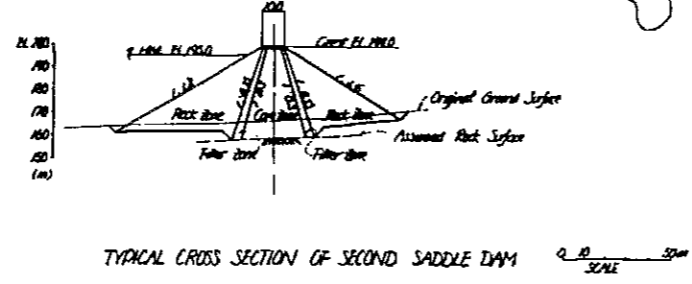 10.0
EL 200
190
180
170
160
150
(m)
Crest EL
Rock Zone
Core Zone
Rock Zone
Original Ground Surface
Assumed Rock Surface
Filter Zone
Filter Zone
TYPICAL CROSS SECTION OF SECOND SADDLE DAM
0 10 50m
SCALE